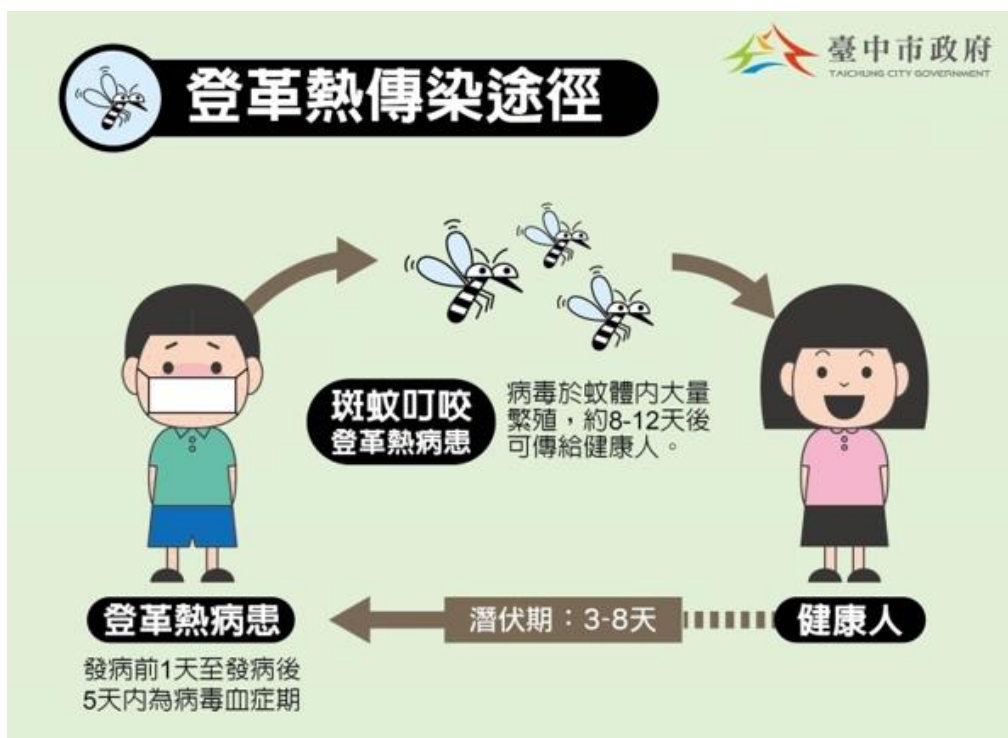 臺中市政府
TAICHUNG CITY GOVERNMENT
登革熱傳染途徑
斑蚊叮咬
登革熱病患
病毒於蚊體內大量
繁殖，約8-12天後
可傳給健康人。
登革熱病患
潛伏期：3-8天
健康人
發病前1天至發病後
5天內為病毒血症期